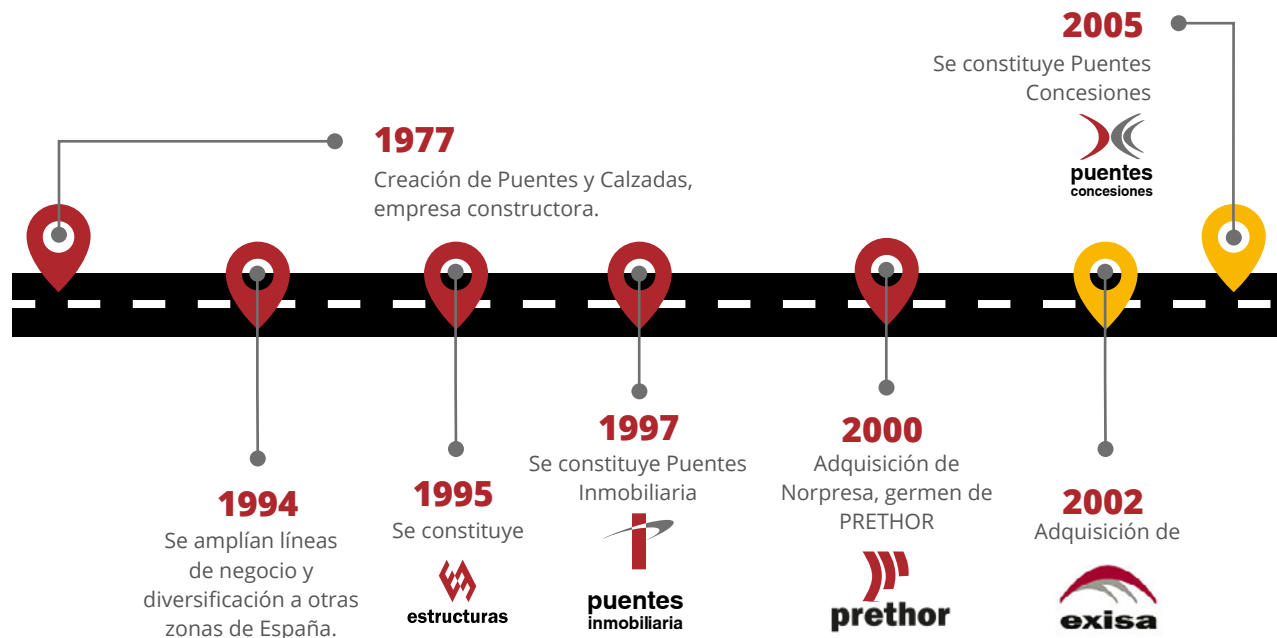 1977
Creación de Puentes y Calzadas,
empresa constructora.
1994
Se amplían líneas
de negocio y
diversificación a otras
zonas de España.
1995
Se constituye
estructuras
1997
Se constituye Puentes
Inmobiliaria
puentes
inmobiliaria
2000
Adquisición de
Norpresa, germen de
PRETHOR
prethor
2002
Adquisición de
exisa
2005
Se constituye Puentes
Concesiones
puentes
concesiones